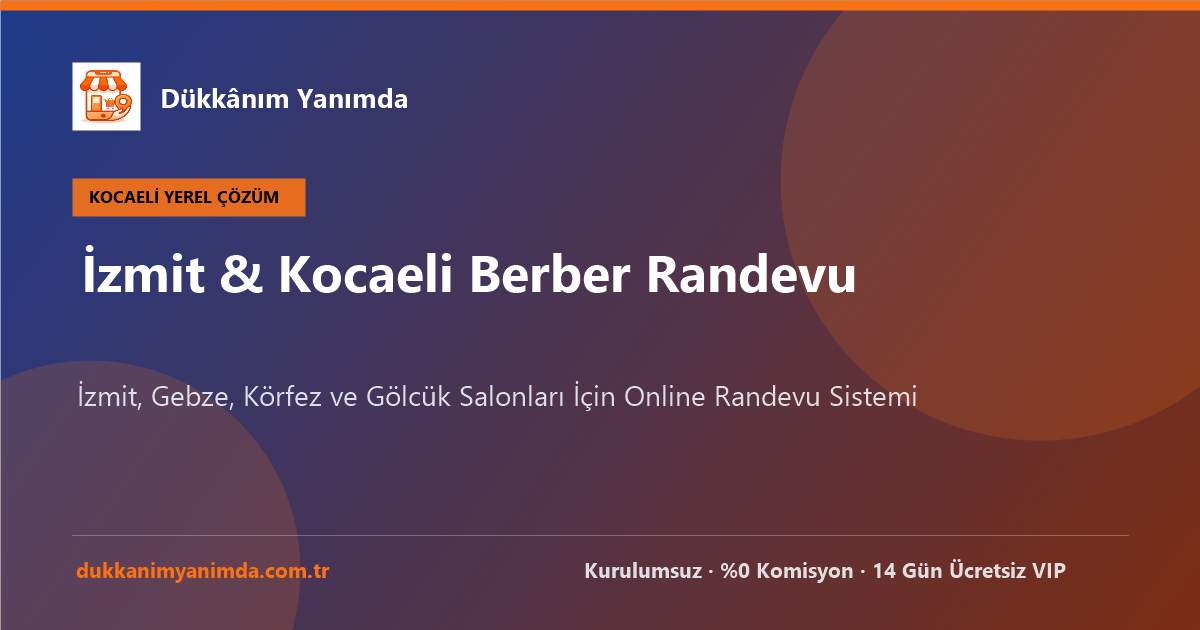 Dükkânım Yanımda
KOCAELİ YEREL ÇÖZÜM
İzmit & Kocaeli Berber Randevu
İzmit, Gebze, Körfez ve Gölcük Salonları İçin Online Randevu Sistemi
dukkanimyanimda.com.tr
Kurulumsuz · %0 Komisyon · 14 Gün Ücretsiz VIP